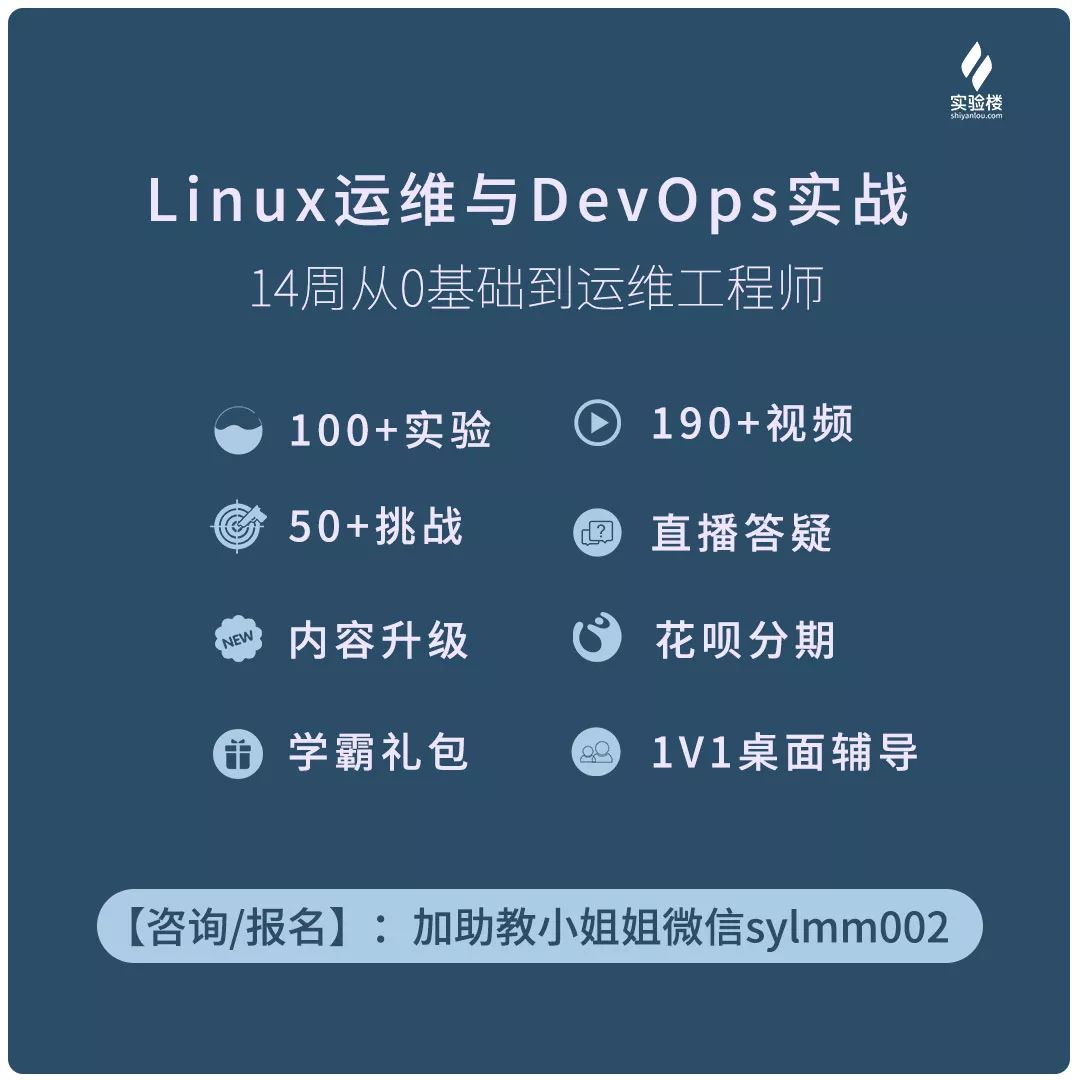 实验楼
shiyanlou.com
Linux运维与DevOps实战
14周从0基础到运维工程师
100+实验
190+视频
50+挑战
?
直播答疑
NEW
内容升级
花呗分期
学霸礼包
1V1桌面辅导
【咨询/报名】：加助教小姐姐微信sylmm002